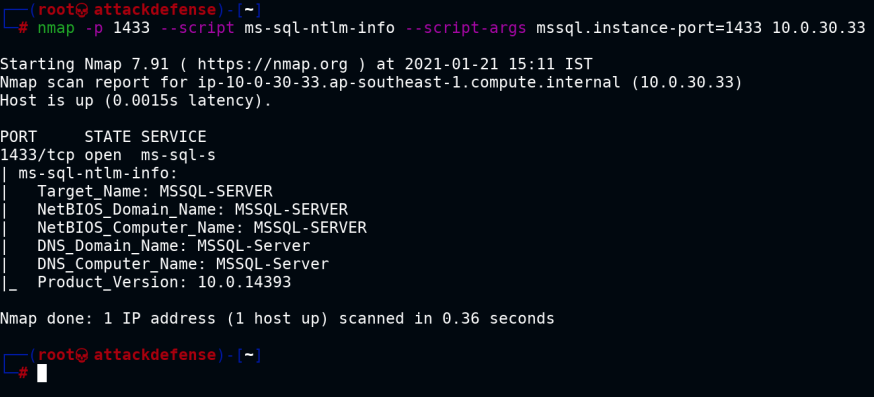 ┌──(root💀attackdefense)-[~]
└─# nmap -p 1433 --script ms-sql-ntlm-info --script-args mssql.instance-port=1433 10.0.30.33
Starting Nmap 7.91 ( https://nmap.org ) at 2021-01-21 15:11 IST
Nmap scan report for ip-10-0-30-33.ap-southeast-1.compute.internal (10.0.30.33)
Host is up (0.0015s latency).
PORT     STATE SERVICE
1433/tcp open  ms-sql-s
| ms-sql-ntlm-info:
|   Target_Name: MSSQL-SERVER
|   NetBIOS_Domain_Name: MSSQL-SERVER
|   NetBIOS_Computer_Name: MSSQL-SERVER
|   DNS_Domain_Name: MSSQL-Server
|   DNS_Computer_Name: MSSQL-Server
|_  Product_Version: 10.0.14393
Nmap done: 1 IP address (1 host up) scanned in 0.36 seconds
┌──(root💀attackdefense)-[~]
└─#